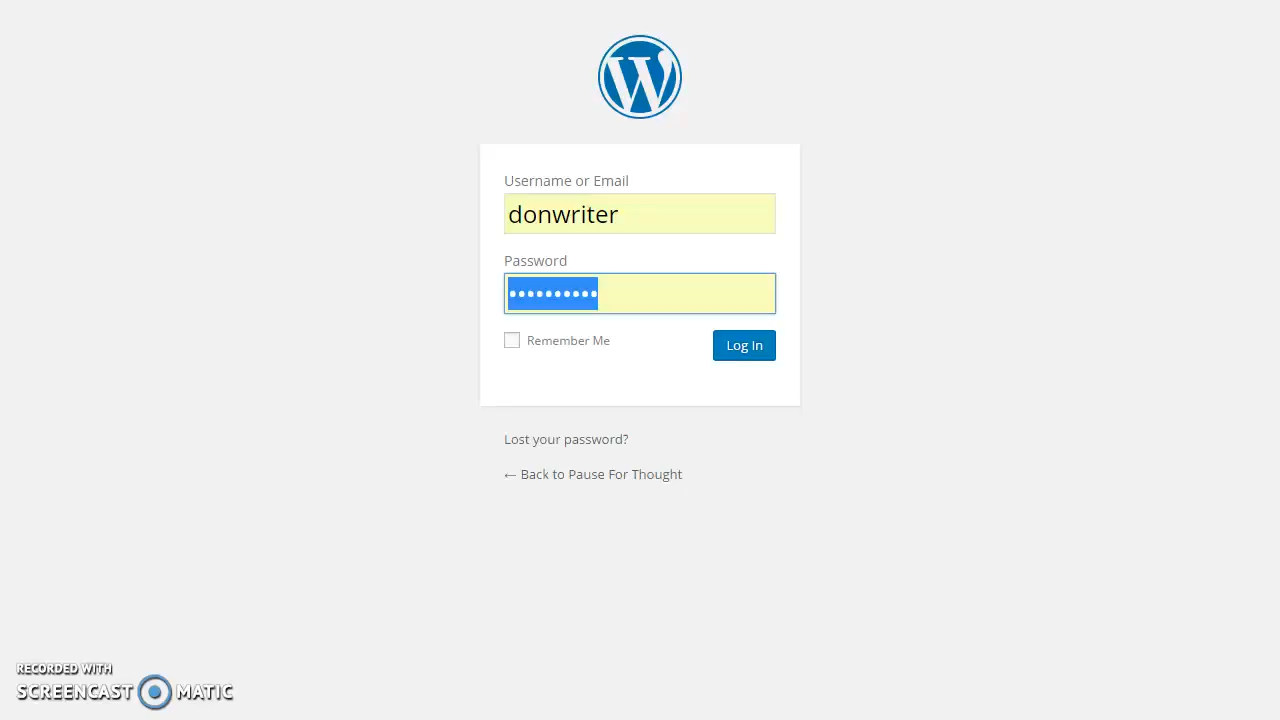 W
Username or Email
donwriter
Password
••••••••••
Remember Me
Log In
Lost your password?
← Back to Pause For Thought
RECORDED WITH
SCREENCAST MATIC